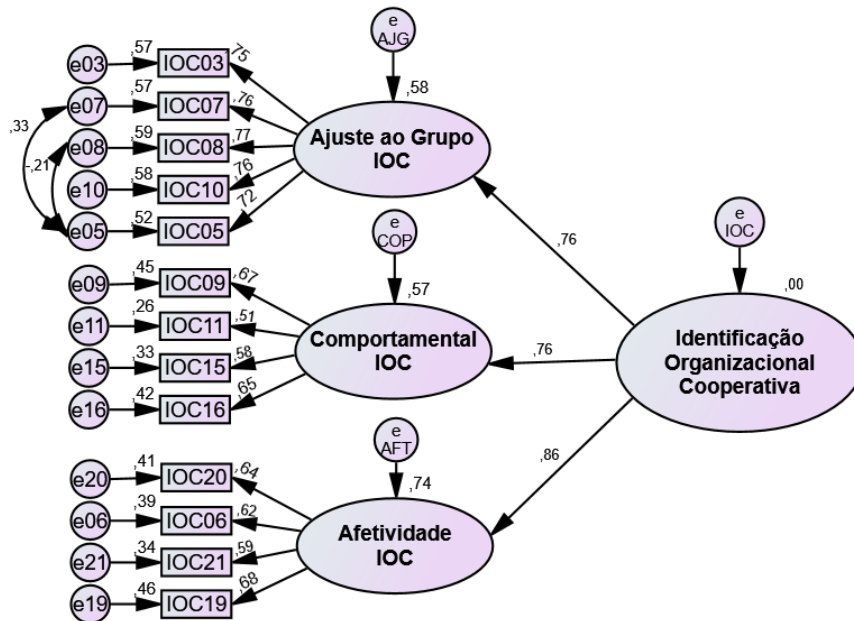 e
AJG
e03
,57
IOC03
,75
e07
,57
IOC07
,76
e08
,59
IOC08
,77
e10
,58
IOC10
,76
e05
,52
IOC05
,72
,33
-,21
,58
Ajuste ao Grupo
IOC
e
COP
e09
,45
IOC09
,67
e11
,26
IOC11
,51
e15
,33
IOC15
,58
e16
,42
IOC16
,65
,57
Comportamental
IOC
e
AFT
e20
,41
IOC20
,64
e06
,39
IOC06
,62
e21
,34
IOC21
,59
e19
,46
IOC19
,68
,74
Afetividade
IOC
,76
,76
,86
e
IOC
,00
Identificação
Organizacional
Cooperativa